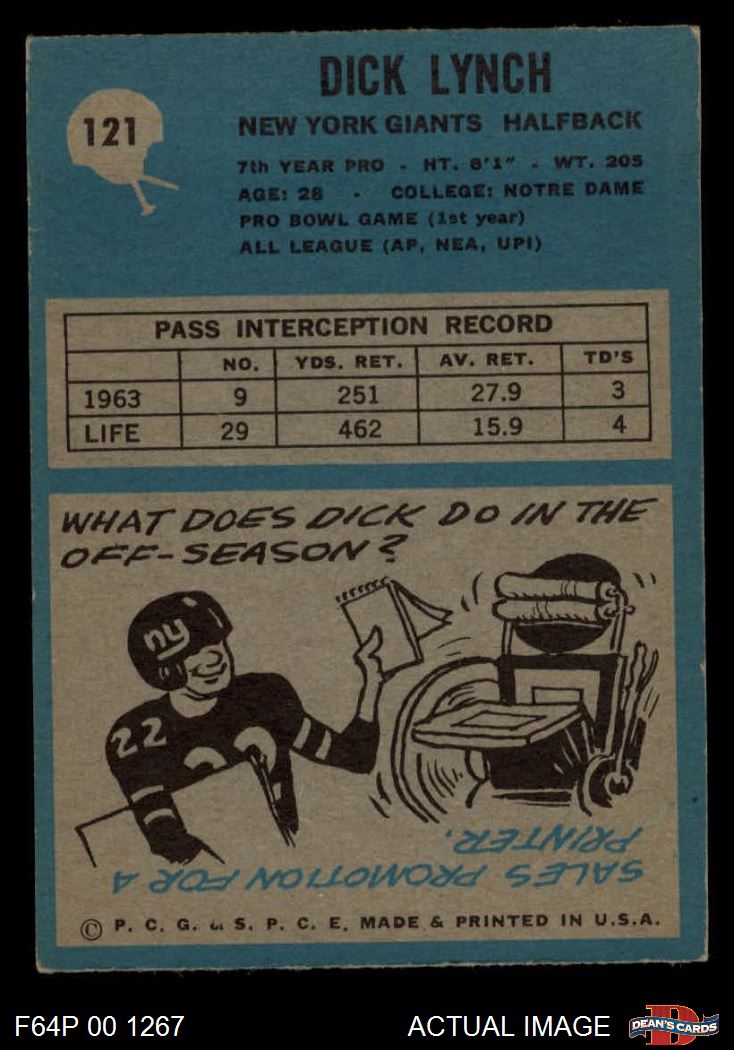 DICK LYNCH
121
NEW YORK GIANTS HALFBACK
7th YEAR PRO - HT. 6'1" - WT. 205
AGE: 28 - COLLEGE: NOTRE DAME
PRO BOWL GAME (1st year)
ALL LEAGUE (AP, NEA, UPI)
PASS INTERCEPTION RECORD
NO. YDS. RET. AV. RET. TD'S
1963 9 251 27.9 3
LIFE 29 462 15.9 4
WHAT DOES DICK DO IN THE
OFF-SEASON?
ny
22
22
SALES PROMOTION FOR A
PRINTER.
© P. C. G. & S. P. C. E. MADE & PRINTED IN U.S.A.
F64P 00 1267
ACTUAL IMAGE
D
DEAN'S CARDS